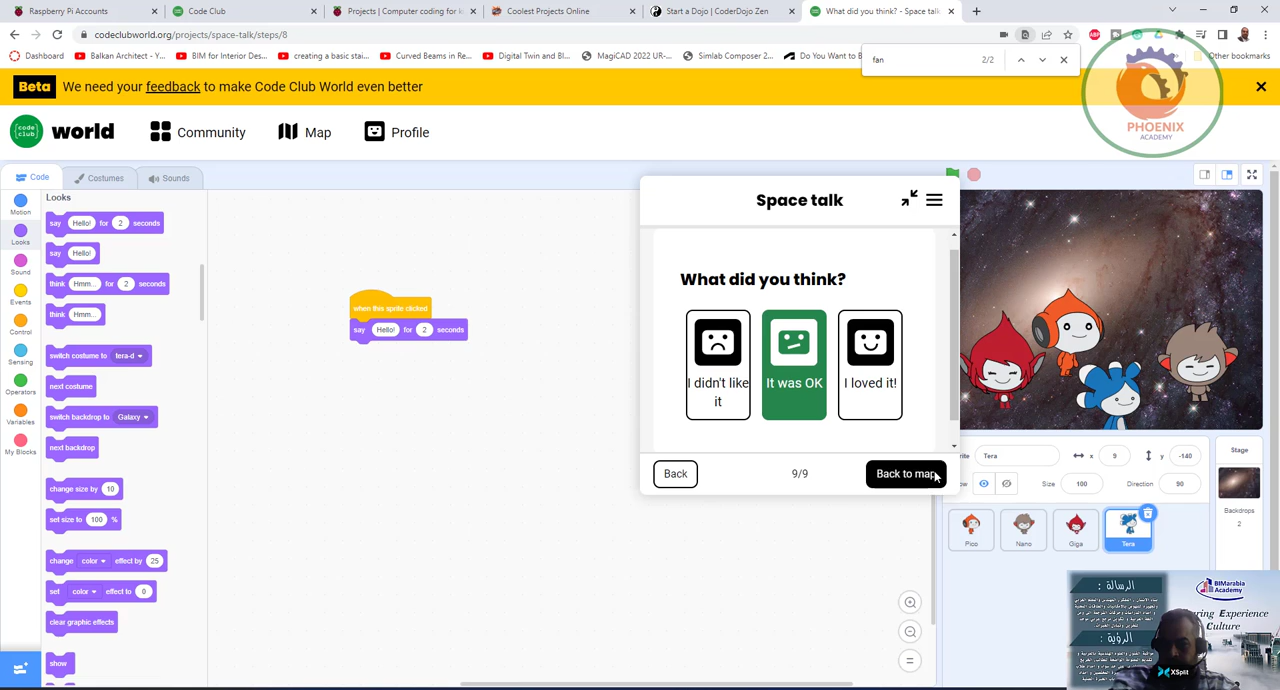 Raspberry Pi Accounts
Code Club
Projects | Computer coding for k
Coolest Projects Online
Start a Dojo | CoderDojo Zen
What did you think? - Space talk
codeclubworld.org/projects/space-talk/steps/8
Dashboard
Balkan Architect - Y...
BIM for Interior Des...
creating a basic stai...
Curved Beams in Re...
Digital Twin and Bl...
MagiCAD 2022 UR-...
Simlab Composer 2...
Do You Want to B
Other bookmarks
fan
2/2
Beta
We need your feedback to make Code Club World even better
PHOENIX
ACADEMY
code club
world
Community
Map
Profile
Code
Costumes
Sounds
Motion
Looks
Sound
Events
Control
Sensing
Operators
Variables
My Blocks
Looks
say Hello! for 2 seconds
say Hello!
think Hmm... for 2 seconds
think Hmm...
switch costume to tera-d
next costume
switch backdrop to Galaxy
next backdrop
change size by 10
set size to 100 %
change color effect by 25
set color effect to 0
clear graphic effects
show
when this sprite clicked
say Hello! for 2 seconds
Space talk
What did you think?
I didn't like it
It was OK
I loved it!
Back
9/9
Back to map
Tera
x
9
y
-140
Size
100
Direction
90
Pico
Nano
Giga
Tera
Stage
Backdrops
2
الرسالة :
الرؤية :
BIMarabia
Academy
Experience
Culture
XSplit